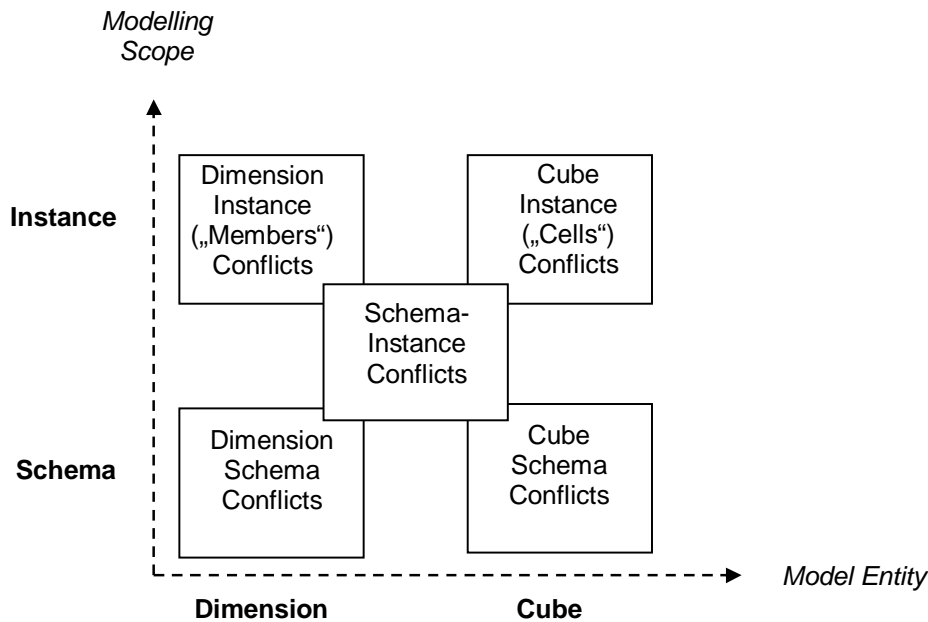 Modelling
Scope
Instance
Dimension
Instance
(„Members“)
Conflicts
Cube
Instance
(„Cells“)
Conflicts
Schema-
Instance
Conflicts
Schema
Dimension
Schema
Conflicts
Cube
Schema
Conflicts
Model Entity
Dimension
Cube